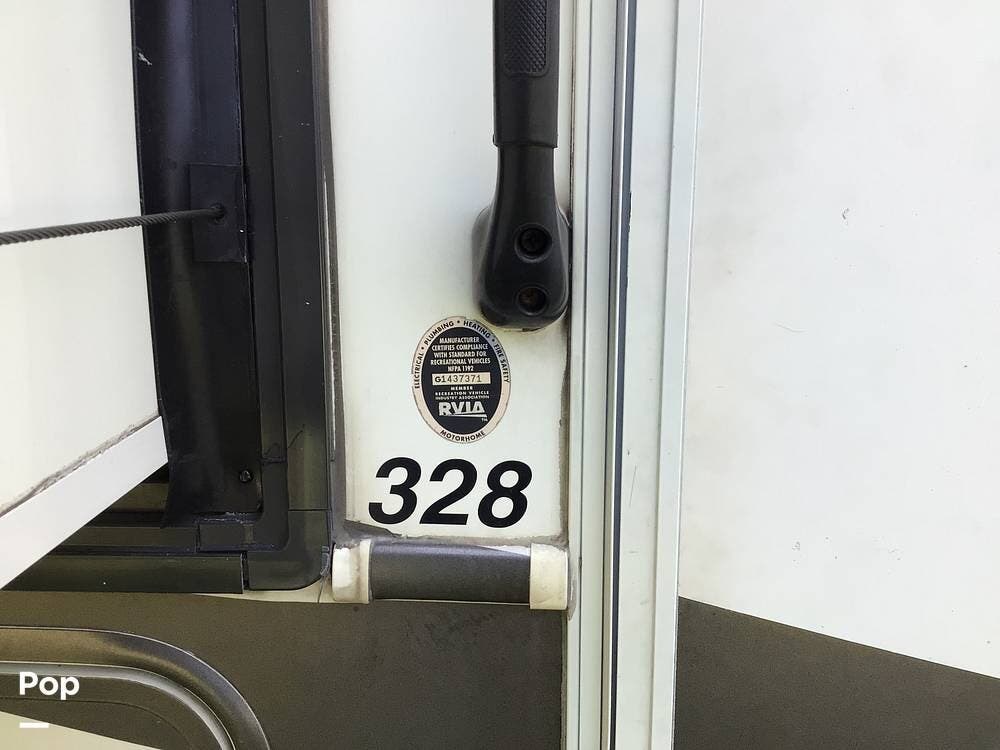 ELECTRICAL • PLUMBING • HEATING • FIRE SAFETY
MANUFACTURER
CERTIFIES COMPLIANCE
WITH STANDARD FOR
RECREATIONAL VEHICLES
NFPA 1192
G1437371
MEMBER
RECREATION VEHICLE
INDUSTRY ASSOCIATION
RVIA
TM
MOTORHOME
328
Pop